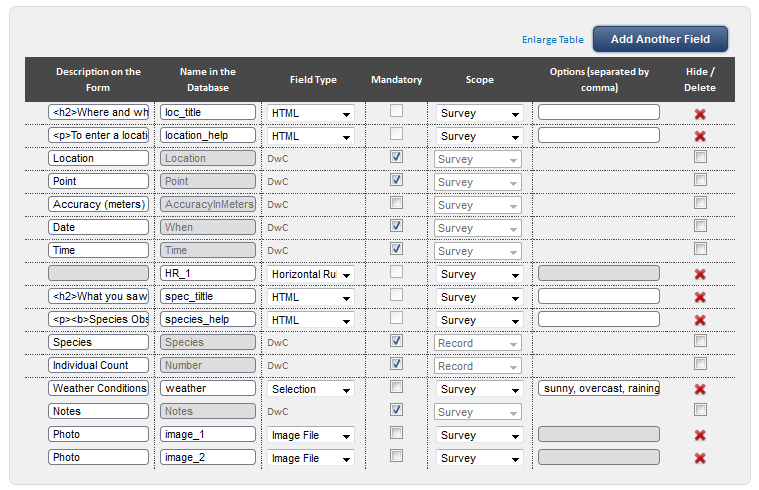 Enlarge Table Add Another Field
Description on the Form Name in the Database Field Type Mandatory Scope Options (separated by comma) Hide / Delete
<h2>Where and wh loc_title HTML Survey
<p>To enter a locati location_help HTML Survey
Location Location DwC Survey
Point Point DwC Survey
Accuracy (meters) AccuracyInMeters DwC Survey
Date When DwC Survey
Time Time DwC Survey
HR_1 Horizontal Rul Survey
<h2>What you saw spec_tiltle HTML Survey
<p><b>Species Obs species_help HTML Survey
Species Species DwC Record
Individual Count Number DwC Record
Weather Conditions weather Selection Survey sunny, overcast, raining
Notes Notes DwC Survey
Photo image_1 Image File Survey
Photo image_2 Image File Survey